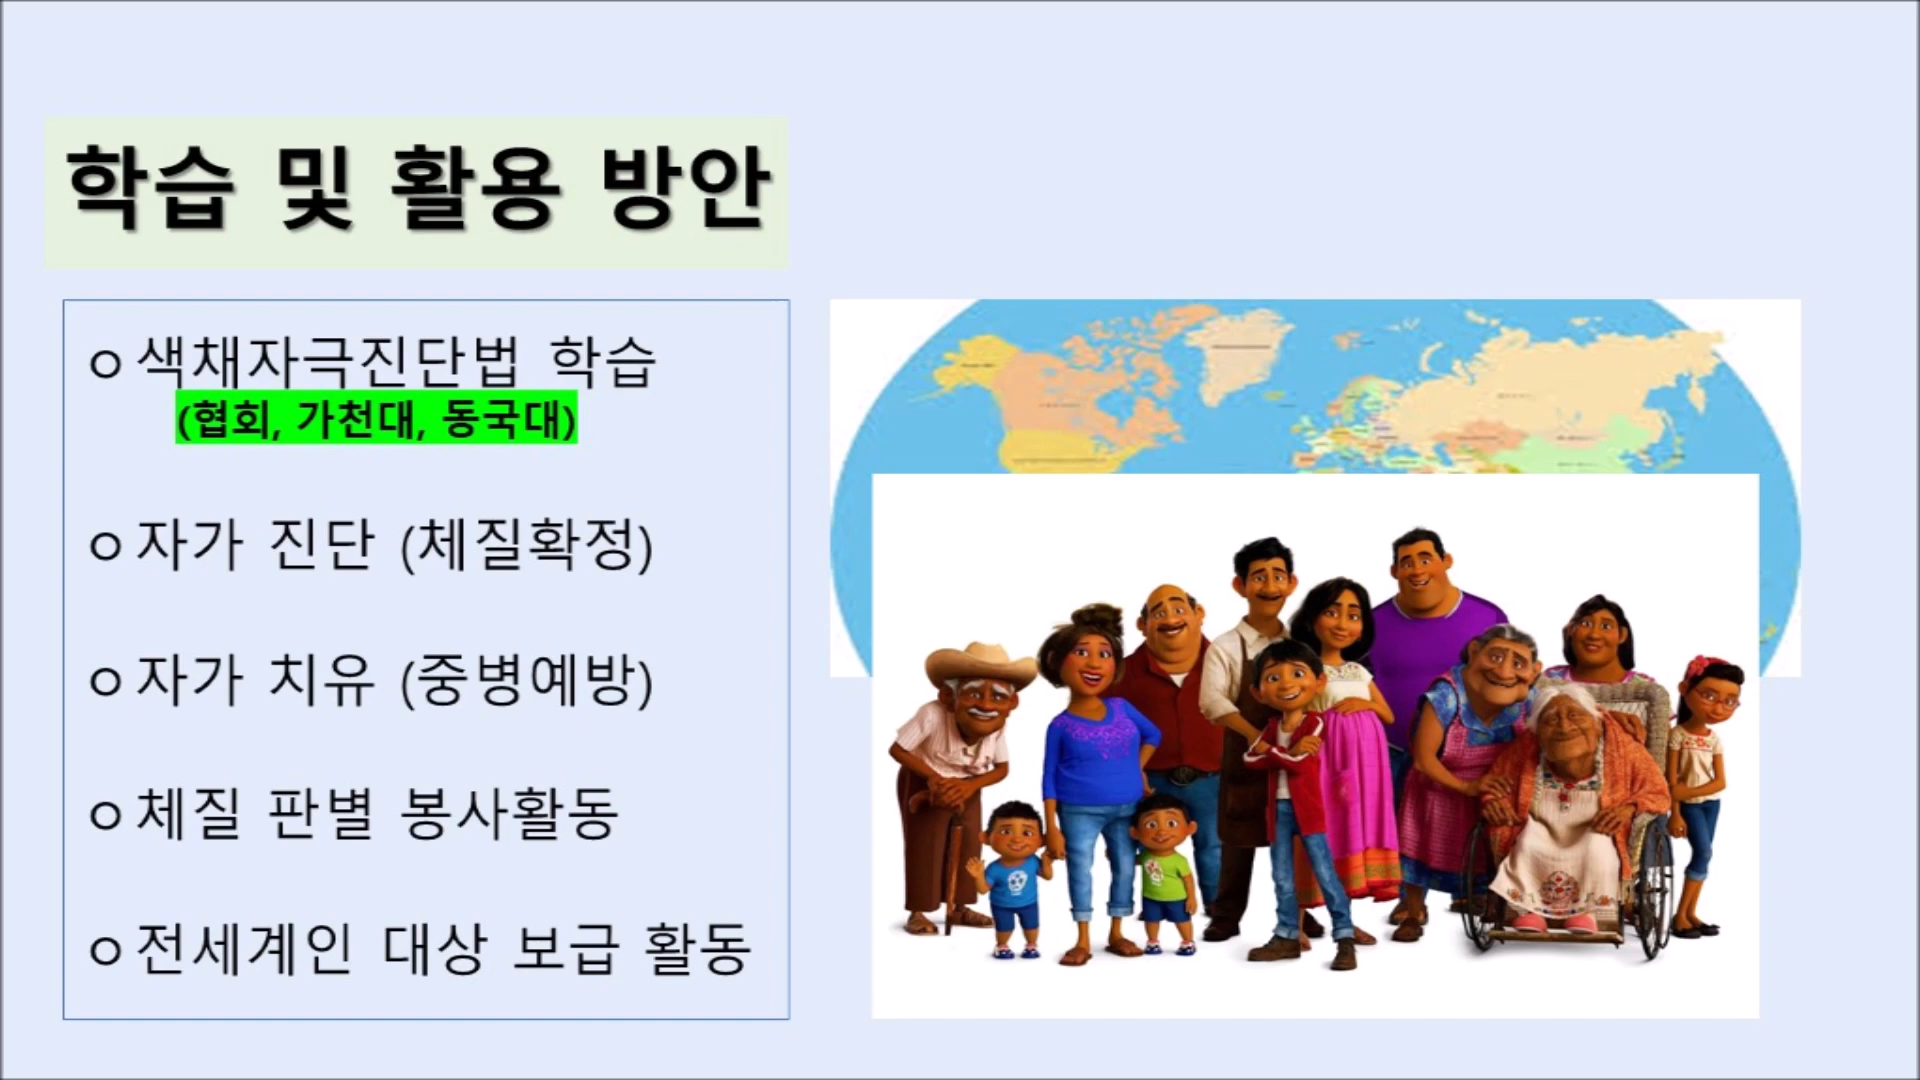 학습 및 활용 방안
ㅇ 색채자극진단법 학습
(협회, 가천대, 동국대)
ㅇ 자가 진단 (체질확정)
ㅇ 자가 치유 (중병예방)
ㅇ 체질 판별 봉사활동
ㅇ 전세계인 대상 보급 활동